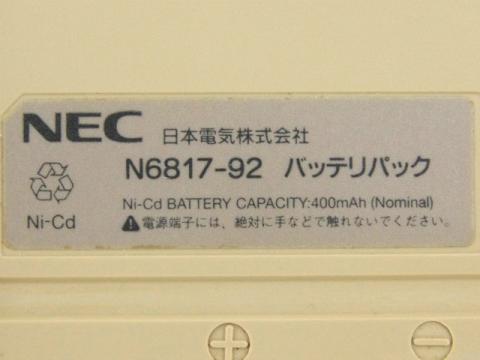 NEC 日本電気株式会社
N6817-92 バッテリパック
Ni-Cd BATTERY CAPACITY:400mAh (Nominal)
Ni-Cd
⚠電源端子には、絶対に手などで触れないでください。
+ −